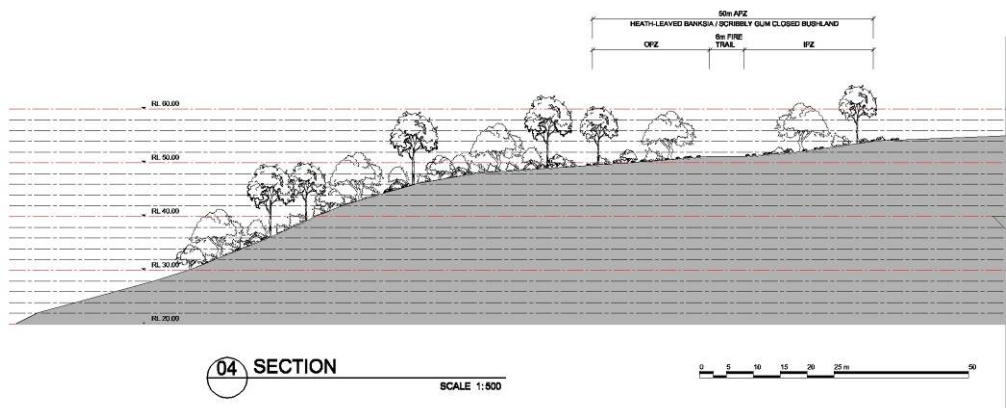 50m APZ
HEATH-LEAVED BANKSIA / SCRIBBLY GUM CLOSED BUSHLAND
OPZ
6m FIRE
TRAIL
IPZ
RL 60.00
RL 50.00
RL 40.00
RL 30.00
RL 20.00
04 SECTION
SCALE 1:500
0 5 10 15 20 25 m 50